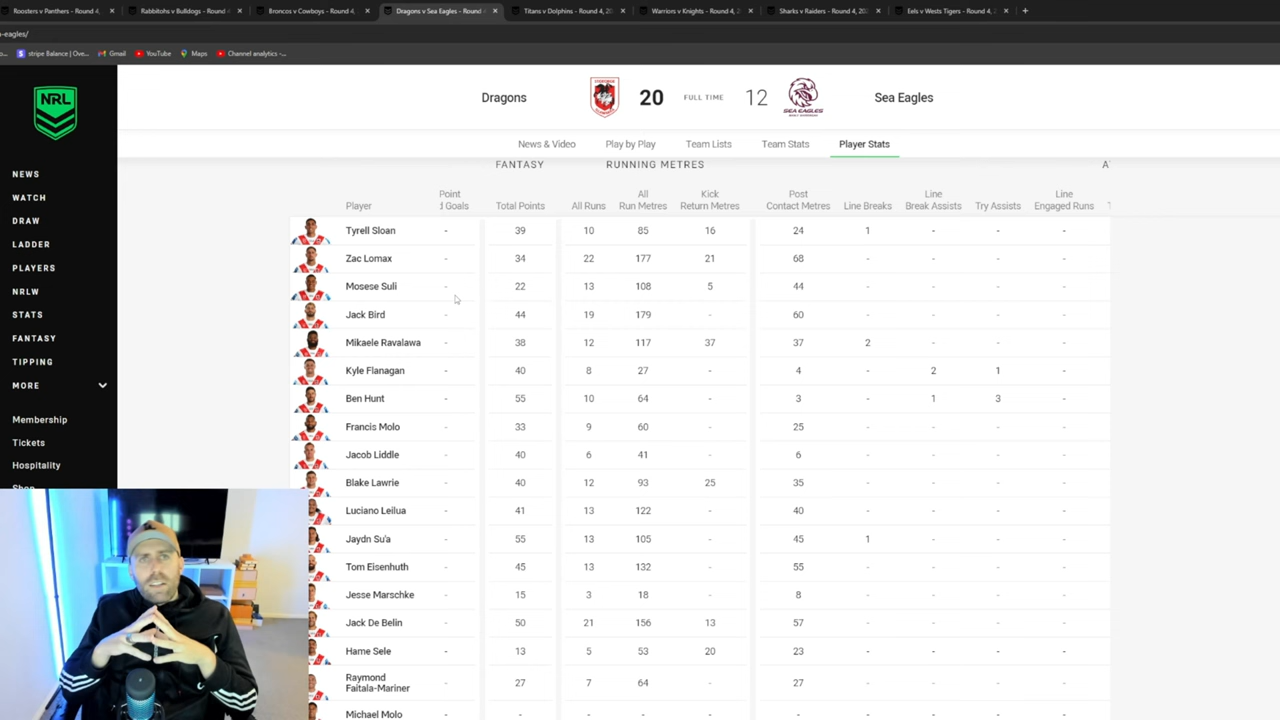 Roosters v Panthers - Round 4,
Rabbitohs v Bulldogs - Round 4
Broncos v Cowboys - Round 4,
Dragons v Sea Eagles - Round
Titans v Dolphins - Round 4, 20
Warriors v Knights - Round 4, 2
Sharks v Raiders - Round 4, 202
Eels v Wests Tigers - Round 4,
-eagles/
stripe Balance | Ove...
Gmail
YouTube
Maps
Channel analytics -...
NRL
NEWS
WATCH
DRAW
LADDER
PLAYERS
NRLW
STATS
FANTASY
TIPPING
MORE
Membership
Tickets
Hospitality
Dragons 20 FULL TIME 12 Sea Eagles
SEA EAGLES
News & Video Play by Play Team Lists Team Stats Player Stats
FANTASY RUNNING METRES
Player Point Goals Total Points All Runs All Run Metres Kick Return Metres Post Contact Metres Line Breaks Line Break Assists Try Assists Line Engaged Runs
Tyrell Sloan - 39 10 85 16 24 1 - - -
Zac Lomax - 34 22 177 21 68 - - - -
Mosese Suli - 22 13 108 5 44 - - - -
Jack Bird - 44 19 179 - 60 - - - -
Mikaele Ravalawa - 38 12 117 37 37 2 - - -
Kyle Flanagan - 40 8 27 - 4 - 2 1 -
Ben Hunt - 55 10 64 - 3 - 1 3 -
Francis Molo - 33 9 60 - 25 - - - -
Jacob Liddle - 40 6 41 - 6 - - - -
Blake Lawrie - 40 12 93 25 35 - - - -
Luciano Leilua - 41 13 122 - 40 - - - -
Jaydn Su'a - 55 13 105 - 45 1 - - -
Tom Eisenhuth - 45 13 132 - 55 - - - -
Jesse Marschke - 15 3 18 - 8 - - - -
Jack De Belin - 50 21 156 13 57 - - - -
Hame Sele - 13 5 53 20 23 - - - -
Raymond Faitala-Mariner - 27 7 64 - 27 - - - -
Michael Molo - - - - - - - - - -